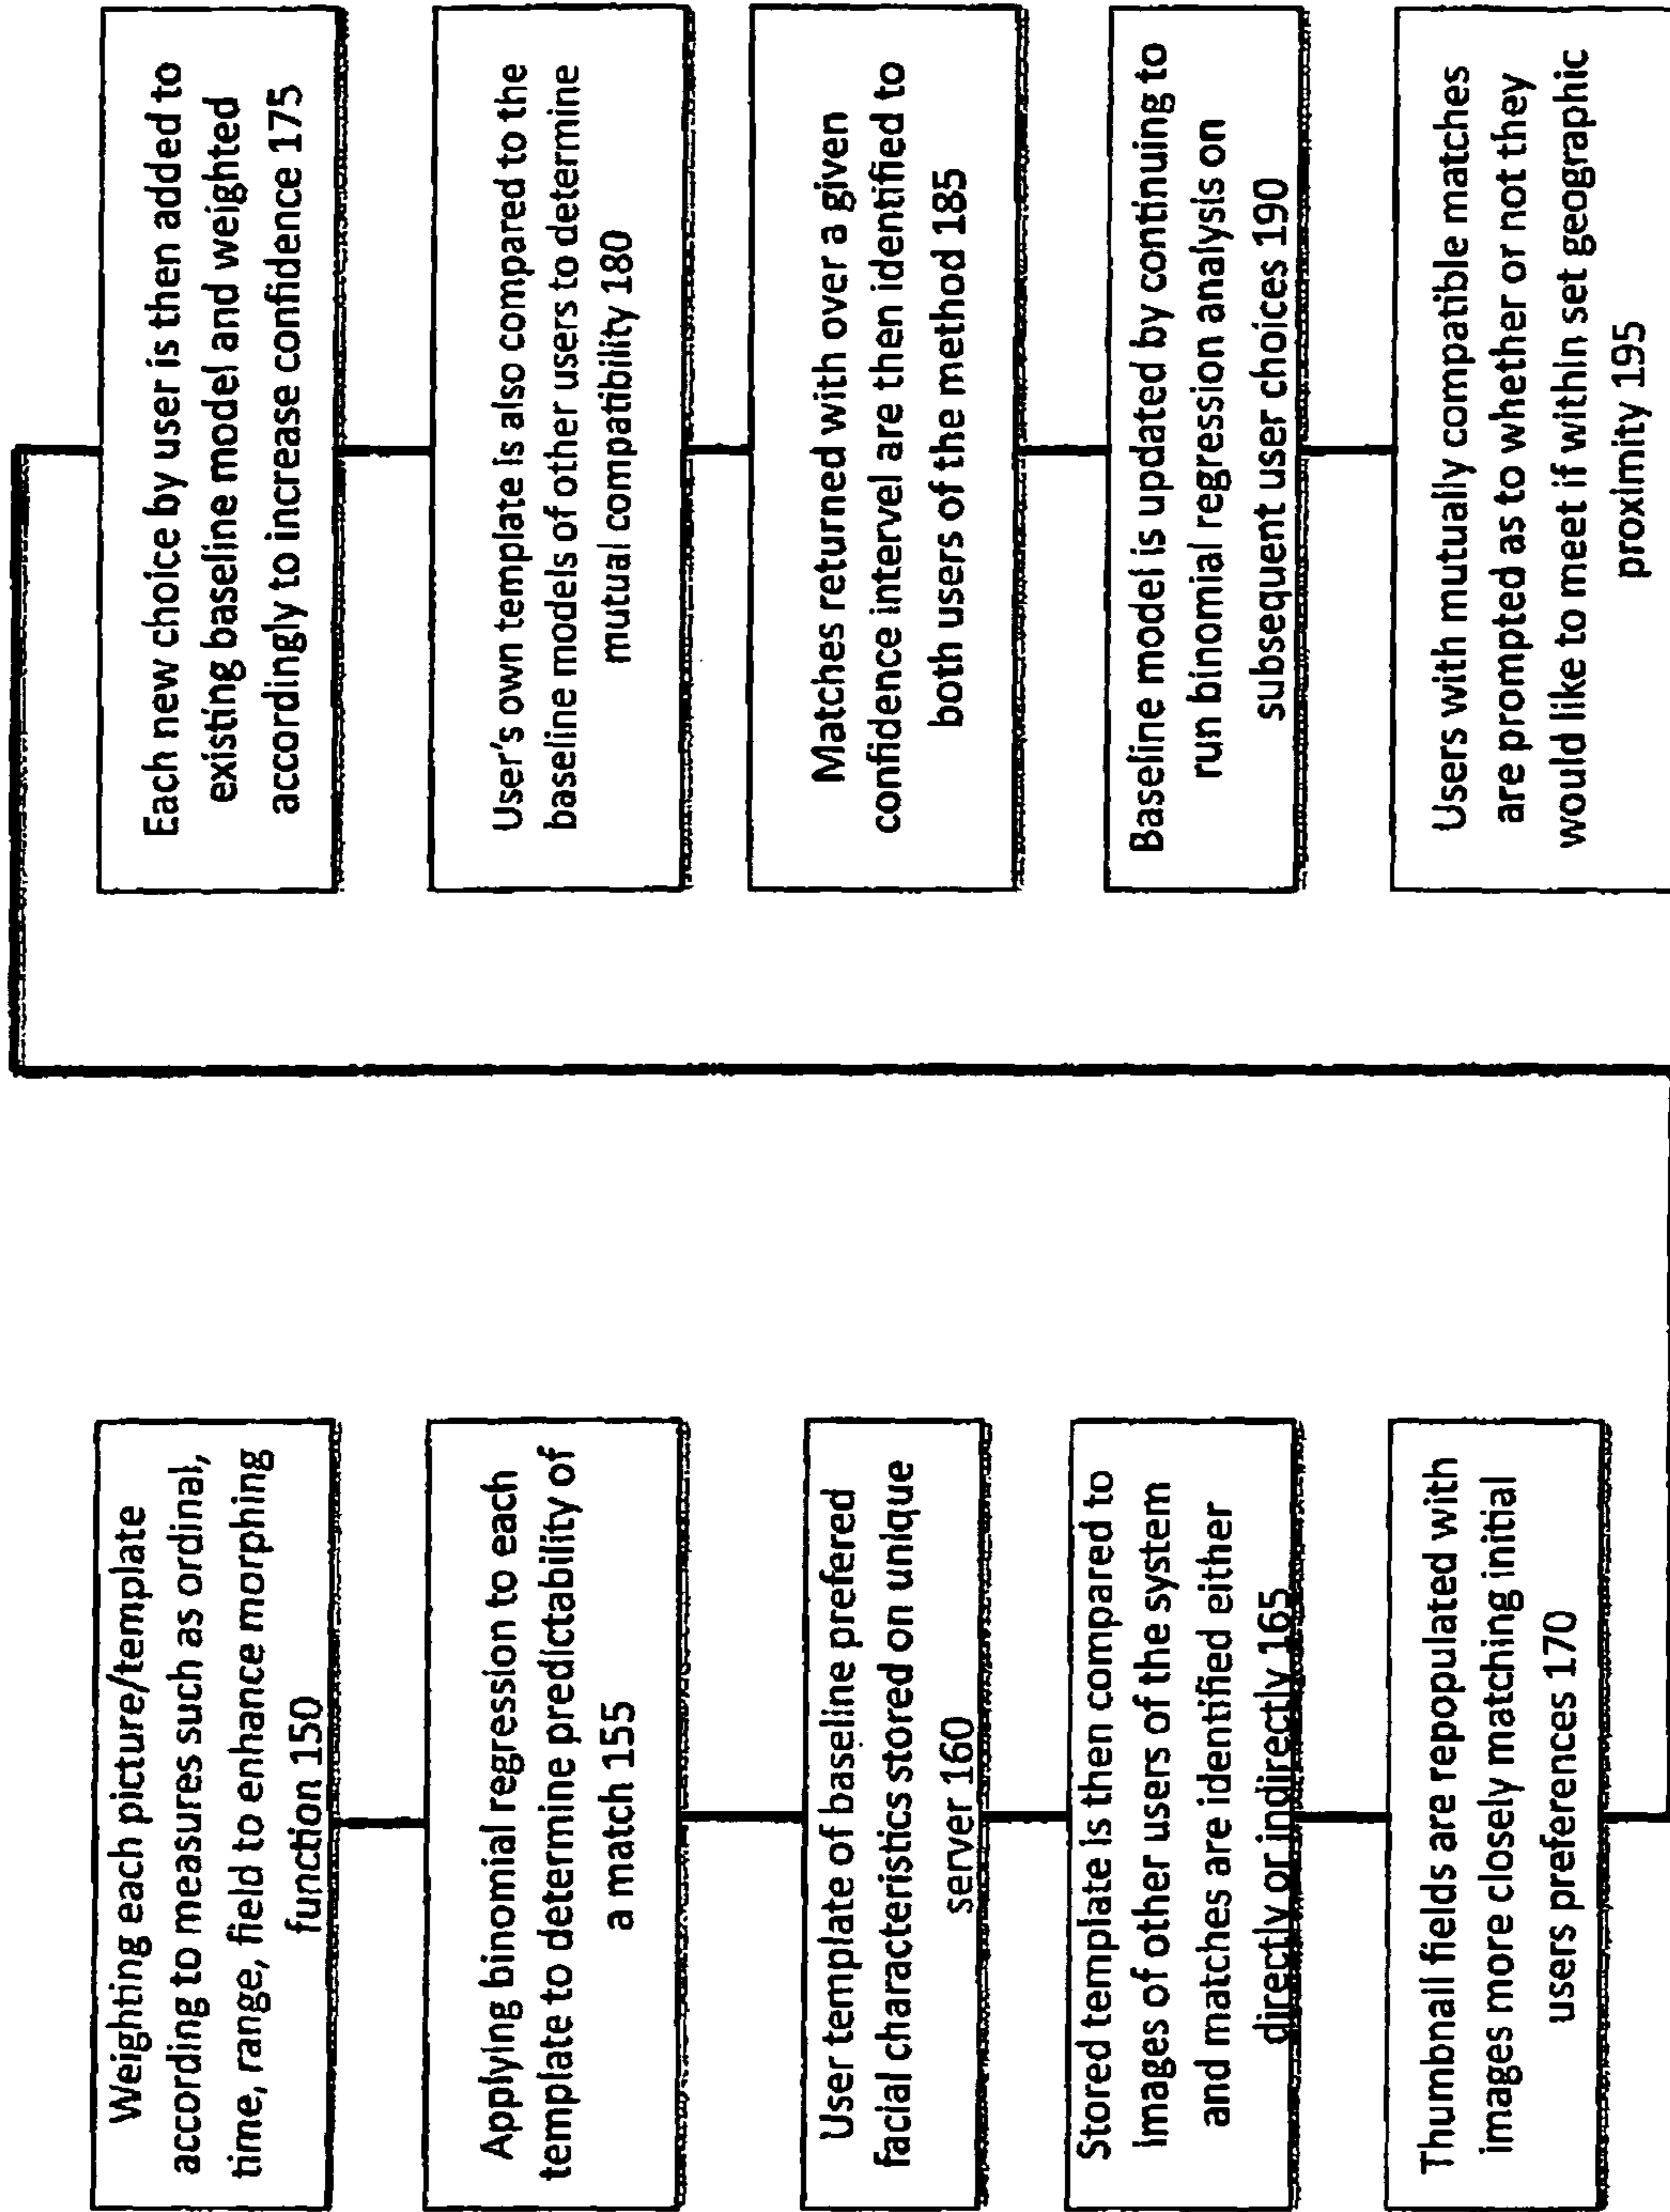 Weighting each picture/template
according to measures such as ordinal,
time, range, field to enhance morphing
function 150
Applying binomial regression to each
template to determine predictability of
a match 155
User template of baseline prefered
facial characteristics stored on unique
server 160
Stored template is then compared to
images of other users of the system
and matches are identified either
directly or indirectly 165
Thumbnail fields are repopulated with
images more closely matching initial
users preferences 170
Each new choice by user is then added to
existing baseline model and weighted
accordingly to increase confidence 175
User's own template is also compared to the
baseline models of other users to determine
mutual compatibility 180
Matches returned with over a given
confidence intervel are then identified to
both users of the method 185
Baseline model is updated by continuing to
run binomial regression analysis on
subsequent user choices 190
Users with mutually compatible matches
are prompted as to whether or not they
would like to meet if within set geographic
proximity 195